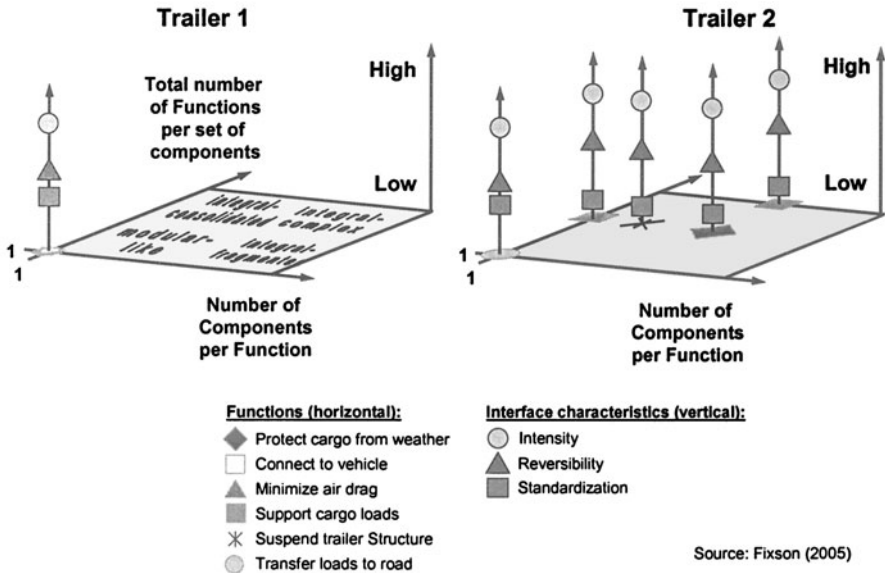 Trailer 1
Trailer 2
Total number
of Functions
per set of
components
High
Low
integral-
consolidated
integral-
complex
modular-
like
integral-
fragmente
1
1
Number of
Components
per Function
High
Low
1
1
Number of
Components
per Function
Functions (horizontal):
Protect cargo from weather
Connect to vehicle
Minimize air drag
Support cargo loads
Suspend trailer Structure
Transfer loads to road
Interface characteristics (vertical):
Intensity
Reversibility
Standardization
Source: Fixson (2005)